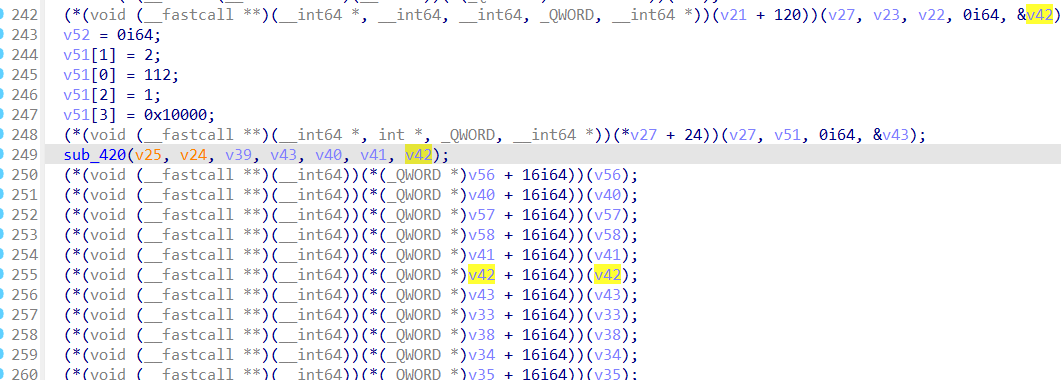 242 (*(void (__fastcall **)(__int64 *, __int64, __int64, _QWORD, __int64 *))(v21 + 120))(v27, v23, v22, 0i64, &v42)
243 v52 = 0i64;
244 v51[1] = 2;
245 v51[0] = 112;
246 v51[2] = 1;
247 v51[3] = 0x10000;
248 (*(void (__fastcall **)(__int64 *, int *, _QWORD, __int64 *))(*v27 + 24))(v27, v51, 0i64, &v43);
249 sub_420(v25, v24, v39, v43, v40, v41, v42);
250 (*(void (__fastcall **)(__int64))(*(_QWORD *)v56 + 16i64))(v56);
251 (*(void (__fastcall **)(__int64))(*(_QWORD *)v40 + 16i64))(v40);
252 (*(void (__fastcall **)(__int64))(*(_QWORD *)v57 + 16i64))(v57);
253 (*(void (__fastcall **)(__int64))(*(_QWORD *)v58 + 16i64))(v58);
254 (*(void (__fastcall **)(__int64))(*(_QWORD *)v41 + 16i64))(v41);
255 (*(void (__fastcall **)(__int64))(*(_QWORD *)v42 + 16i64))(v42);
256 (*(void (__fastcall **)(__int64))(*(_QWORD *)v43 + 16i64))(v43);
257 (*(void (__fastcall **)(__int64))(*(_QWORD *)v33 + 16i64))(v33);
258 (*(void (__fastcall **)(__int64))(*(_QWORD *)v38 + 16i64))(v38);
259 (*(void (__fastcall **)(__int64))(*(_QWORD *)v34 + 16i64))(v34);
260 (*(void (__fastcall **)(__int64))(*(_QWORD *)v35 + 16i64))(v35);